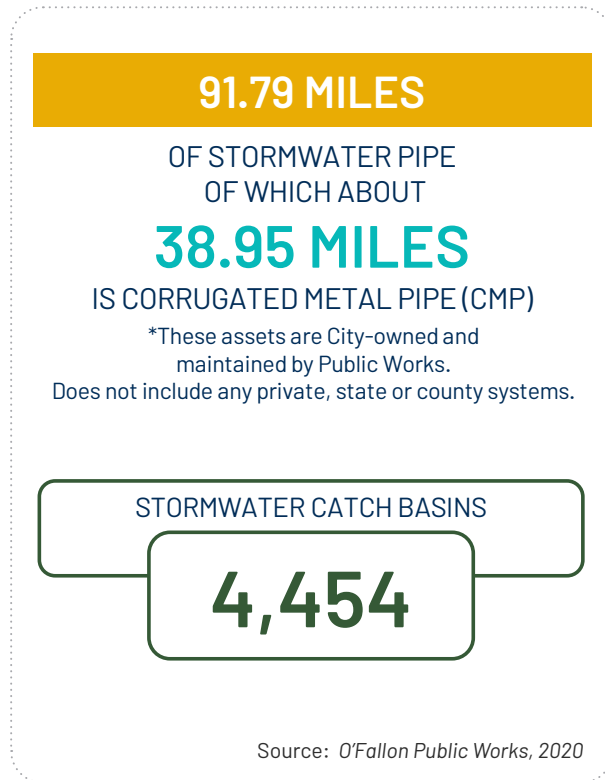 91.79 MILES
OF STORMWATER PIPE
OF WHICH ABOUT
38.95 MILES
IS CORRUGATED METAL PIPE (CMP)
*These assets are City-owned and
maintained by Public Works.
Does not include any private, state or county systems.
STORMWATER CATCH BASINS
4,454
Source: O'Fallon Public Works, 2020